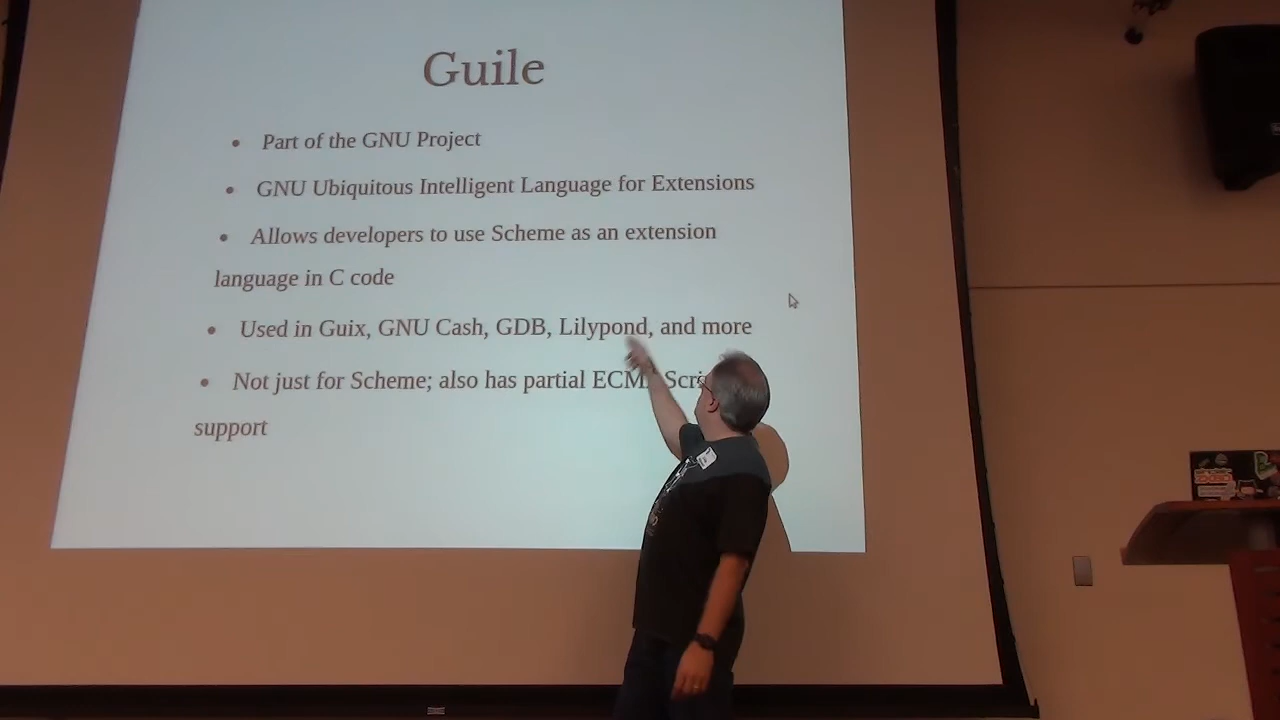 Guile
• Part of the GNU Project
• GNU Ubiquitous Intelligent Language for Extensions
• Allows developers to use Scheme as an extension
language in C code
• Used in Guix, GNU Cash, GDB, Lilypond, and more
• Not just for Scheme; also has partial
support